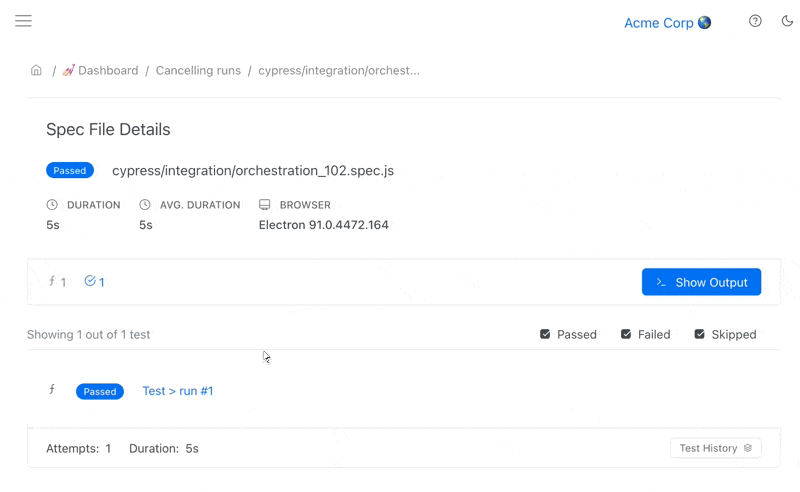 Acme Corp 🌎
/ 💅 Dashboard / Cancelling runs / cypress/integration/orchest...
Spec File Details
Passed cypress/integration/orchestration_102.spec.js
DURATION AVG. DURATION BROWSER
5s 5s Electron 91.0.4472.164
1 1 Show Output
Showing 1 out of 1 test Passed Failed Skipped
Passed Test > run #1
Attempts: 1 Duration: 5s Test History